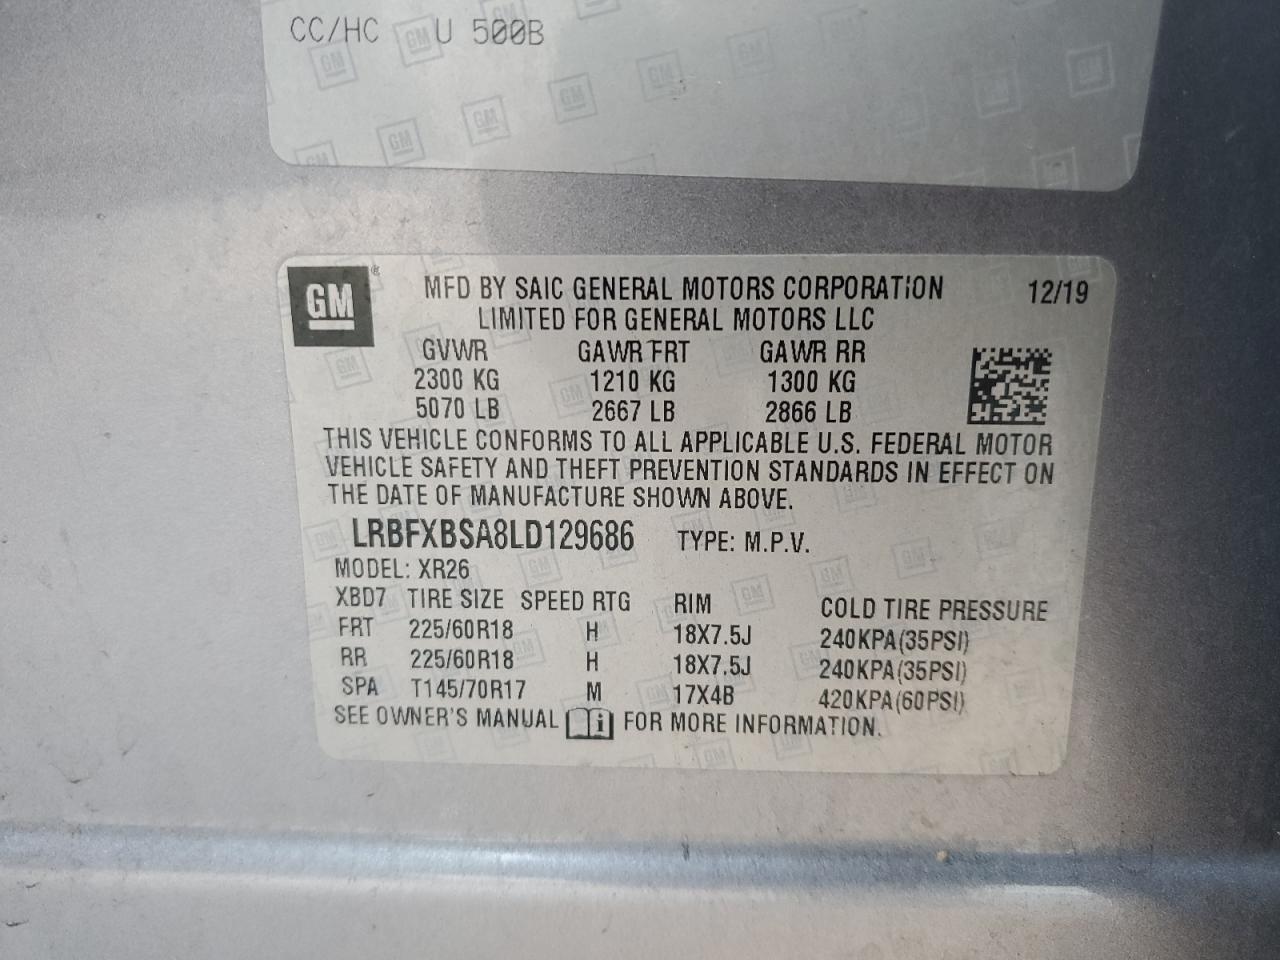 CC/HC U 500B
GM ® MFD BY SAIC GENERAL MOTORS CORPORATION 12/19
LIMITED FOR GENERAL MOTORS LLC
GVWR GAWR FRT GAWR RR
2300 KG 1210 KG 1300 KG
5070 LB 2667 LB 2866 LB
THIS VEHICLE CONFORMS TO ALL APPLICABLE U.S. FEDERAL MOTOR
VEHICLE SAFETY AND THEFT PREVENTION STANDARDS IN EFFECT ON
THE DATE OF MANUFACTURE SHOWN ABOVE.
LRBFXBSA8LD129686 TYPE: M.P.V.
MODEL: XR26
XBD7 TIRE SIZE SPEED RTG RIM COLD TIRE PRESSURE
FRT 225/60R18 H 18X7.5J 240KPA(35PSI)
RR 225/60R18 H 18X7.5J 240KPA(35PSI)
SPA T145/70R17 M 17X4B 420KPA(60PSI)
SEE OWNER'S MANUAL i FOR MORE INFORMATION.